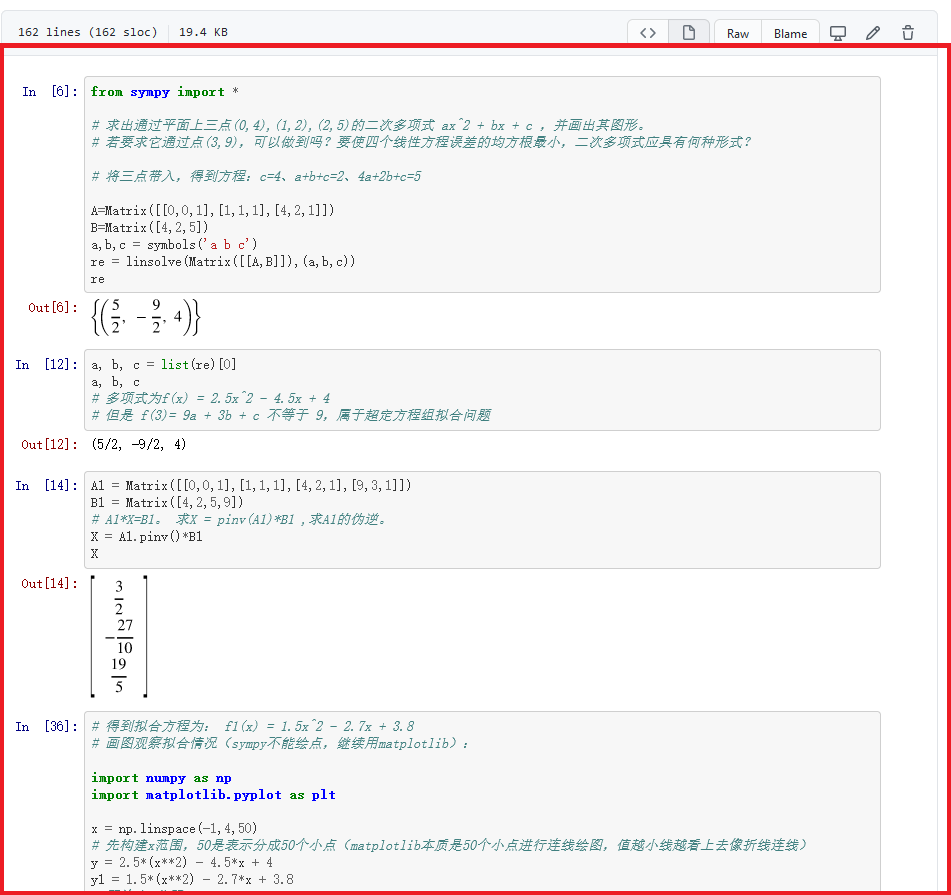 162 lines (162 sloc) 19.4 KB <> Raw Blame
In [6]: from sympy import *
# 求出通过平面上三点(0,4),(1,2),(2,5)的二次多项式 ax^2 + bx + c ，并画出其图形。
# 若要求它通过点(3,9)，可以做到吗？要使四个线性方程误差的均方根最小，二次多项式应具有何种形式？
# 将三点带入，得到方程：c=4、a+b+c=2、4a+2b+c=5
A=Matrix([[0,0,1],[1,1,1],[4,2,1]])
B=Matrix([4,2,5])
a,b,c = symbols('a b c')
re = linsolve(Matrix([[A,B]]),(a,b,c))
re
Out[6]: {(5/2, −9/2, 4)}
In [12]: a, b, c = list(re)[0]
a, b, c
# 多项式为f(x) = 2.5x^2 - 4.5x + 4
# 但是 f(3)= 9a + 3b + c 不等于 9，属于超定方程组拟合问题
Out[12]: (5/2, -9/2, 4)
In [14]: A1 = Matrix([[0,0,1],[1,1,1],[4,2,1],[9,3,1]])
B1 = Matrix([4,2,5,9])
# A1*X=B1。 求X = pinv(A1)*B1 ,求A1的伪逆。
X = A1.pinv()*B1
X
Out[14]: [3/2
−27/10
19/5]
In [36]: # 得到拟合方程为： f1(x) = 1.5x^2 - 2.7x + 3.8
# 画图观察拟合情况（sympy不能绘点，继续用matplotlib）：
import numpy as np
import matplotlib.pyplot as plt
x = np.linspace(-1,4,50)
# 先构建x范围，50是表示分成50个小点（matplotlib本质是50个小点进行连线绘图，值越小线越看上去像折线连线）
y = 2.5*(x**2) - 4.5*x + 4
y1 = 1.5*(x**2) - 2.7*x + 3.8